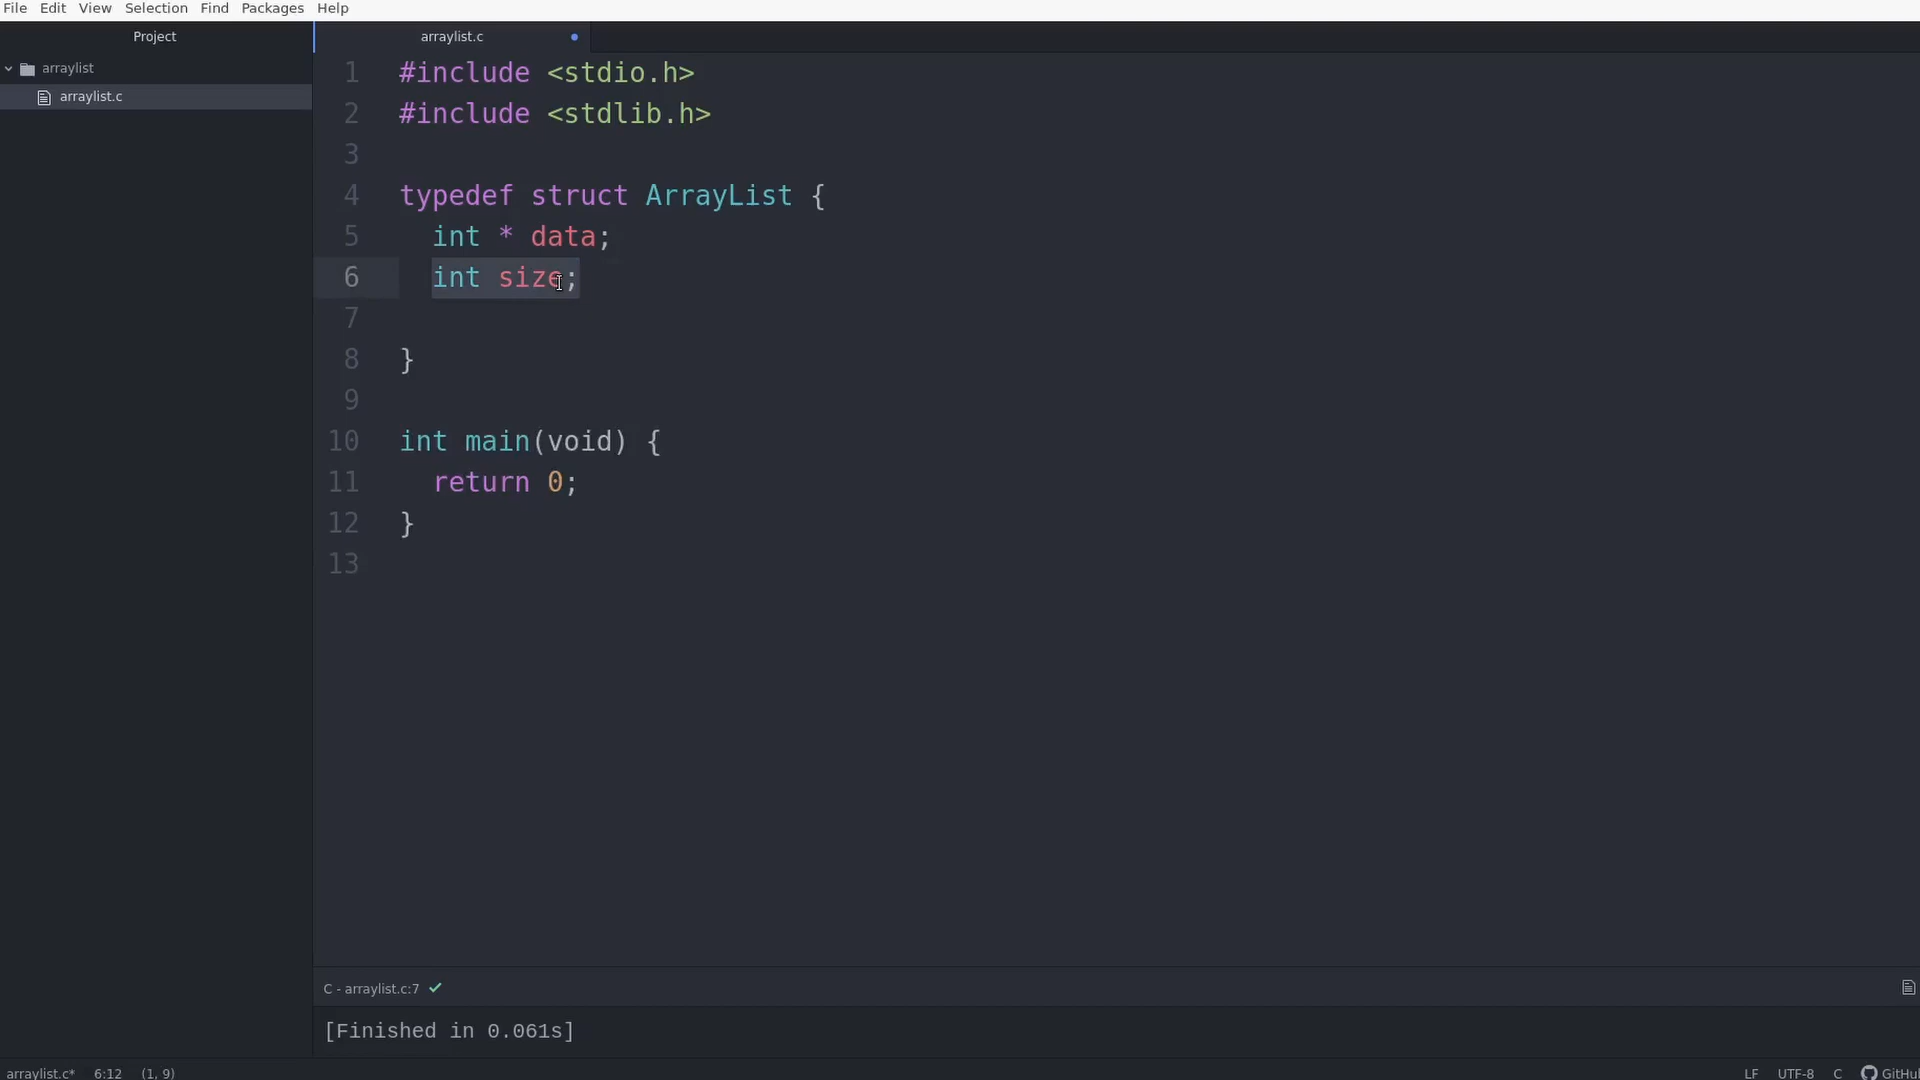 File Edit View Selection Find Packages Help
Project
arraylist.c
arraylist
arraylist.c
1 #include <stdio.h>
2 #include <stdlib.h>
3
4 typedef struct ArrayList {
5 int * data;
6 int size;
7
8 }
9
10 int main(void) {
11 return 0;
12 }
13
C - arraylist.c:7
[Finished in 0.061s]
arraylist.c* 6:12 (1, 9) LF UTF-8 C GitHu